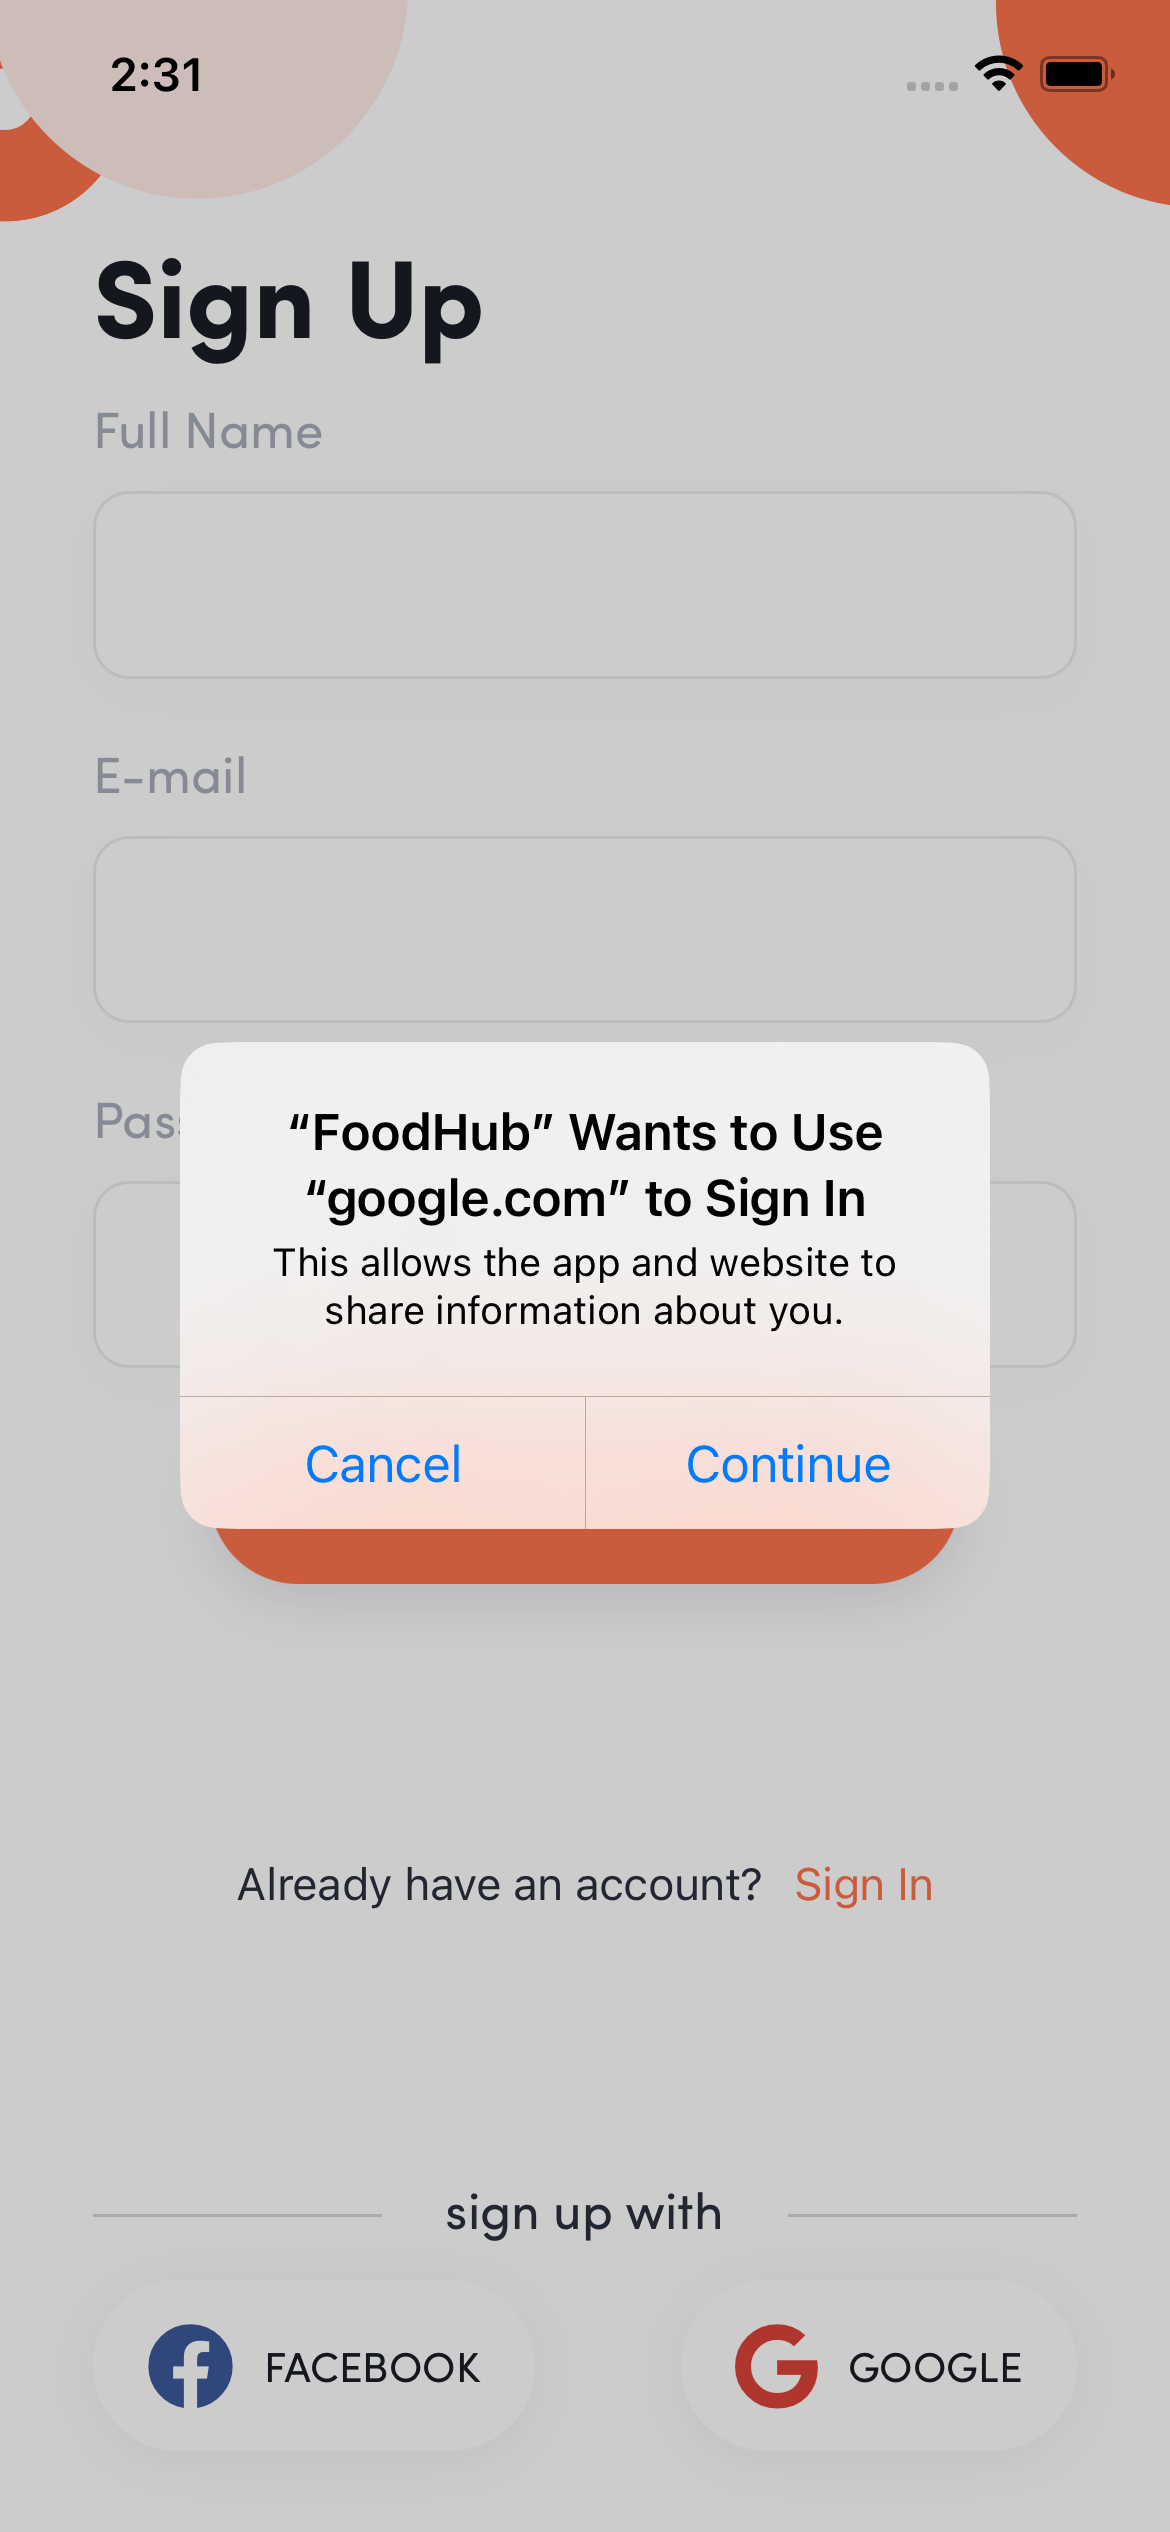 2:31
Sign Up
Full Name
E-mail
“FoodHub” Wants to Use
“google.com” to Sign In
This allows the app and website to
share information about you.
Cancel
Continue
Already have an account? Sign In
sign up with
FACEBOOK
GOOGLE